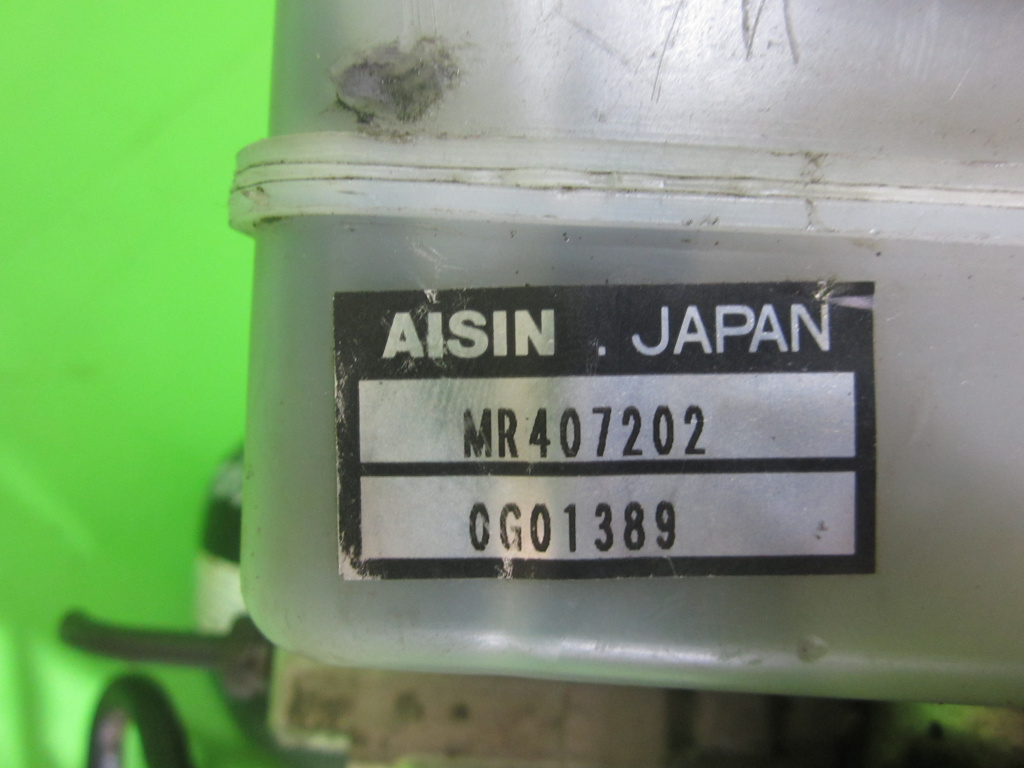 AISIN . JAPAN
MR407202
0G01389